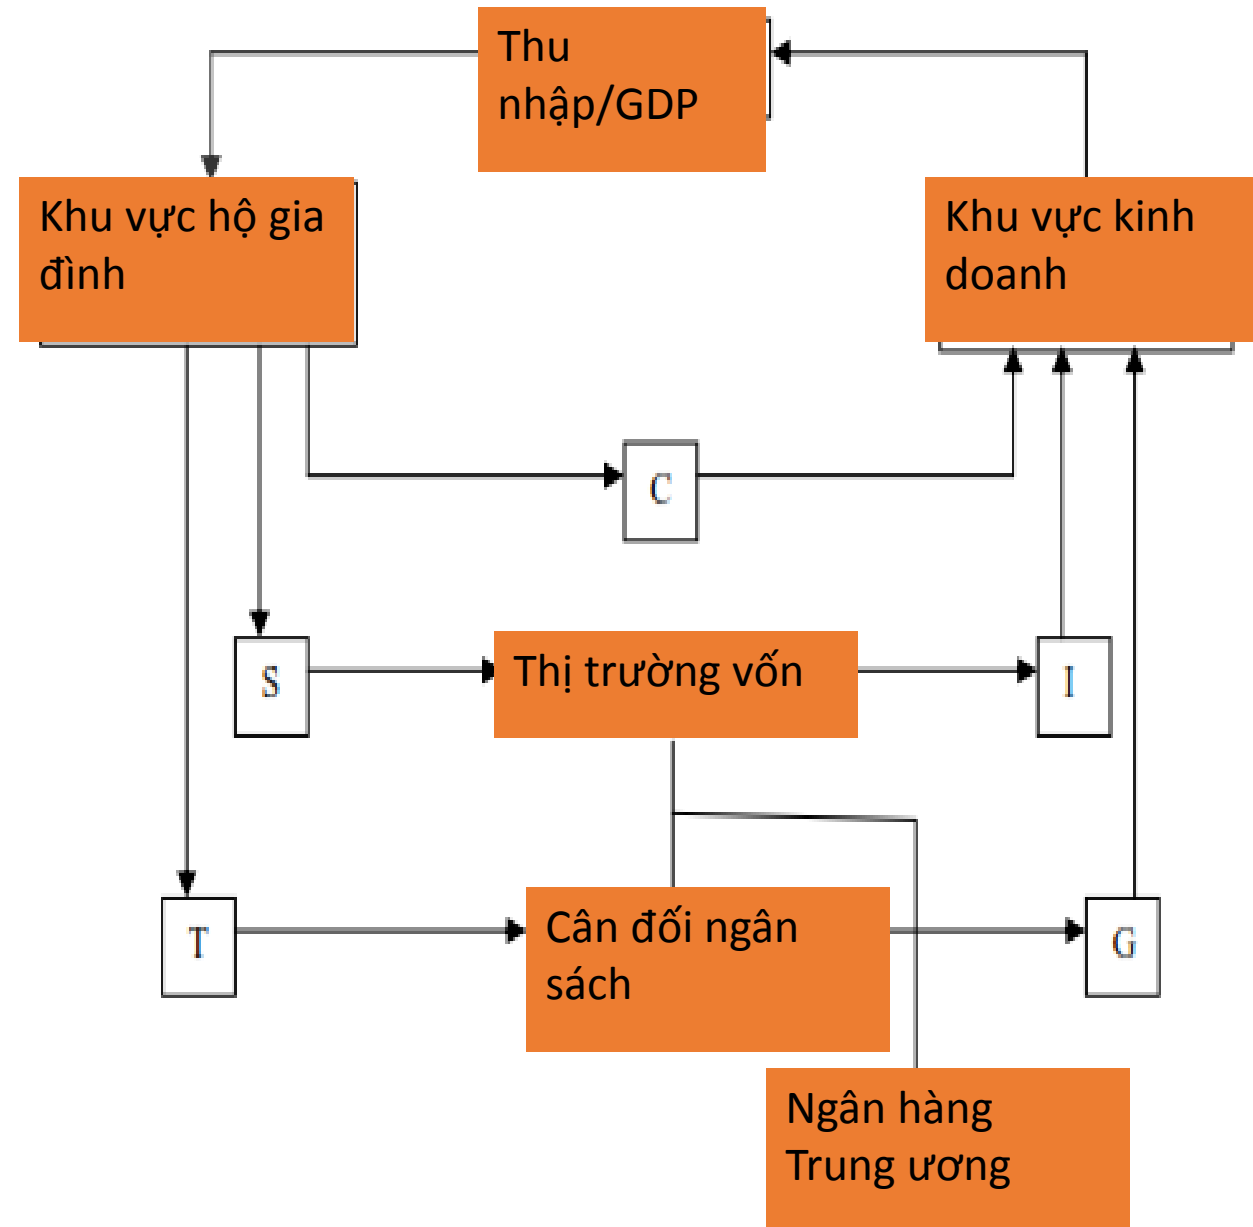 Thu
nhập/GDP
Khu vực hộ gia
đình
Khu vực kinh
doanh
C
S
Thị trường vốn
I
T
Cân đối ngân
sách
G
Ngân hàng
Trung ương